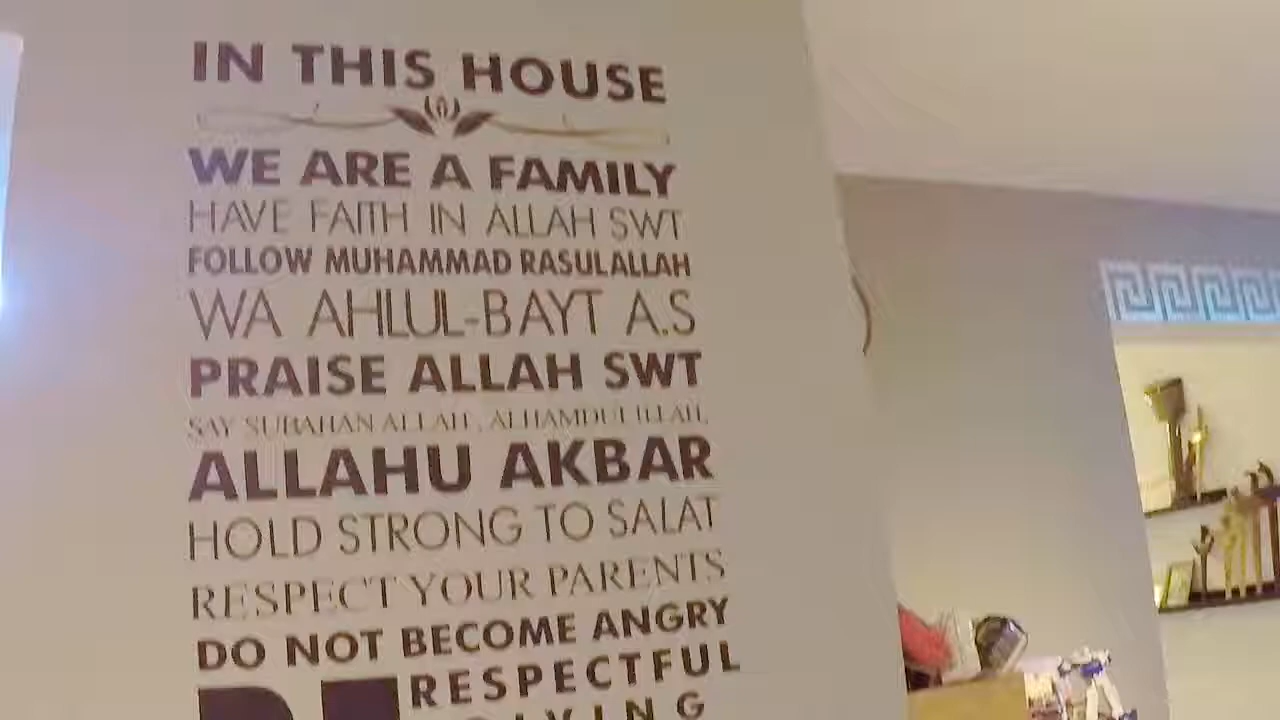 IN THIS HOUSE
WE ARE A FAMILY
HAVE FAITH IN ALLAH SWT
FOLLOW MUHAMMAD RASULALLAH
WA AHLUL-BAYT A.S
PRAISE ALLAH SWT
SAY SUBAHAN ALLAH, ALHAMDULILLAH,
ALLAHU AKBAR
HOLD STRONG TO SALAT
RESPECT YOUR PARENTS
DO NOT BECOME ANGRY
RESPECTFUL